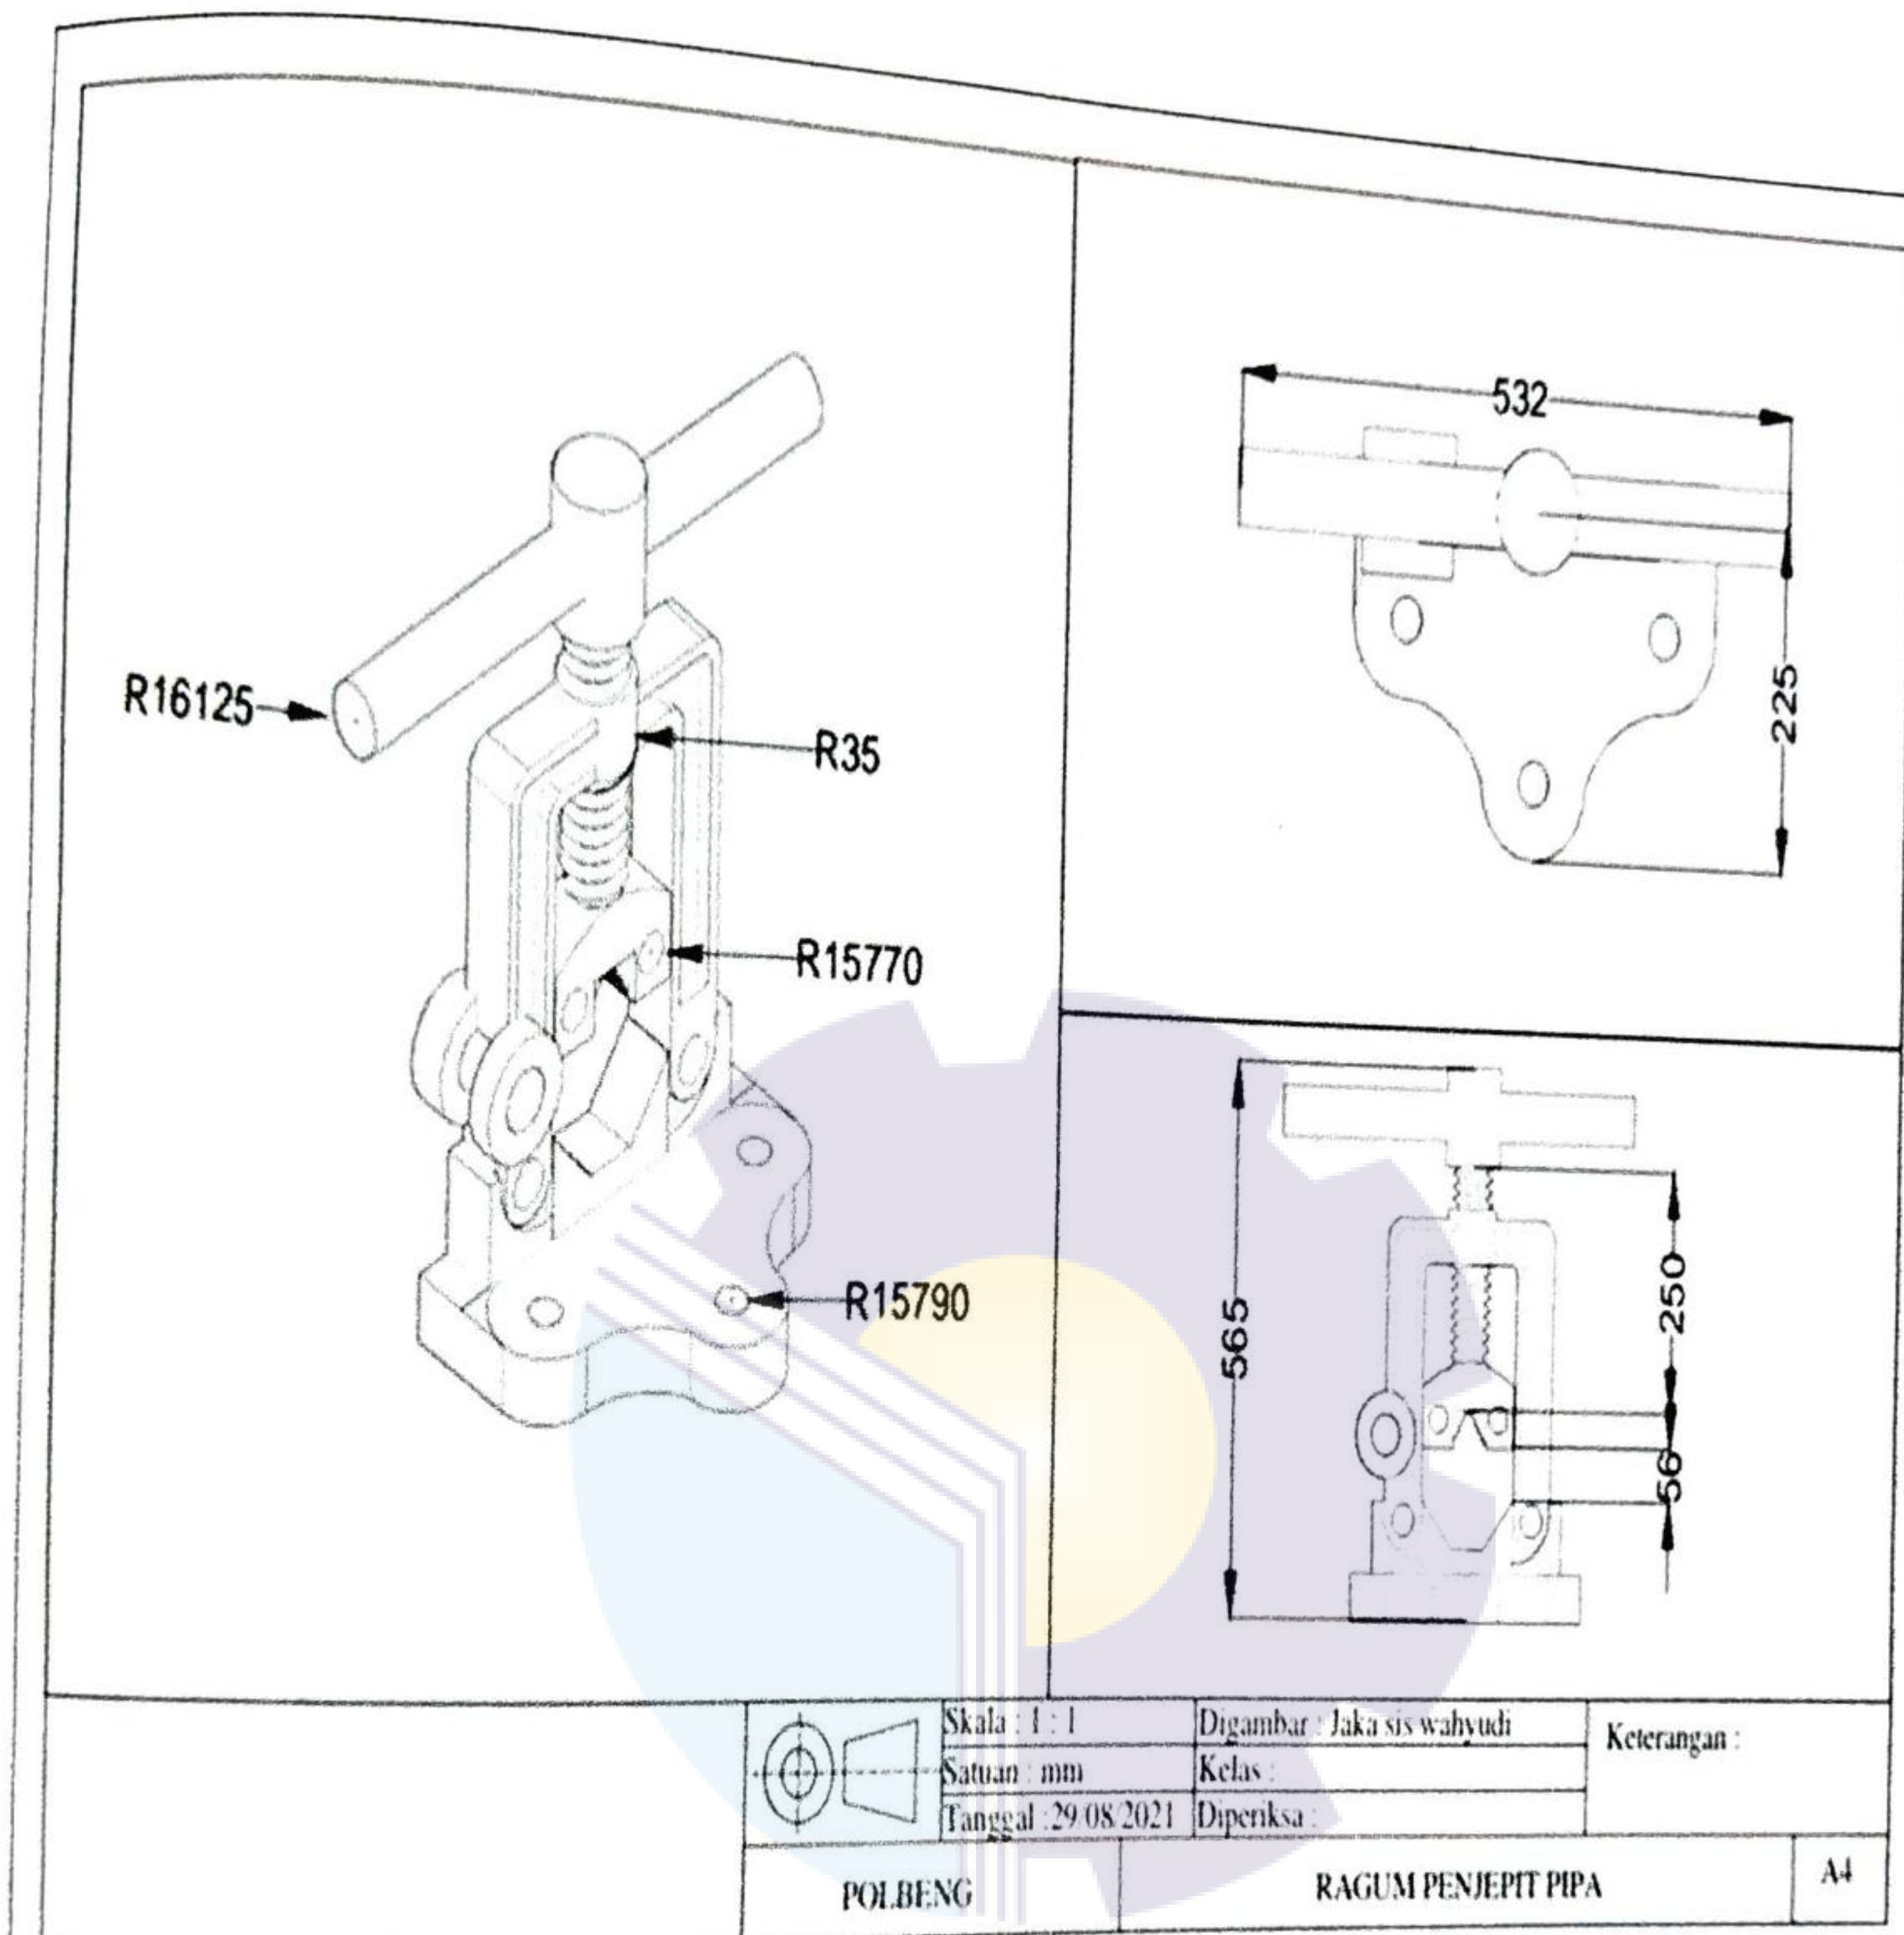 R16125
R35
R15770
R15790
532
225
565
250
56
Skala : 1 : 1
Satuan : mm
Tanggal : 29/08/2021
Digambar : Jaka sis wahyudi
Kelas :
Diperiksa :
Keterangan :
POLBENG
RAGUM PENJEPIT PIPA
A4